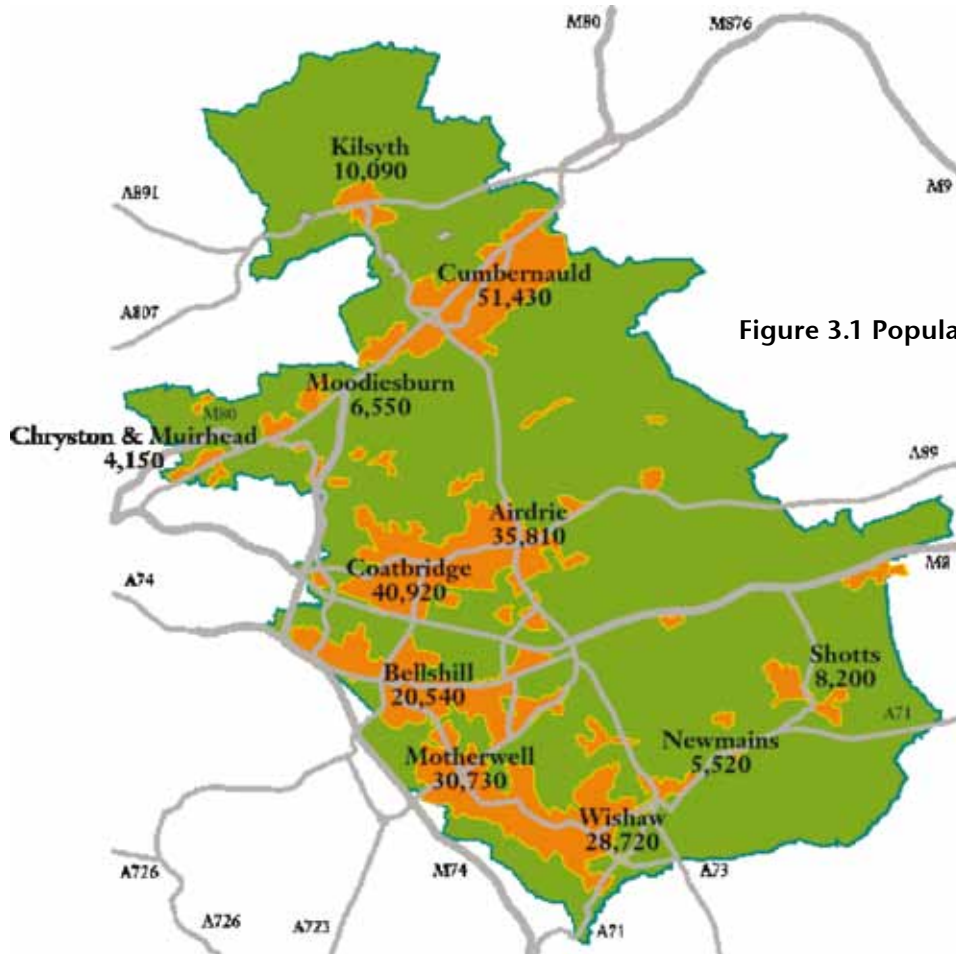 M80
M876
Kilsyth
10,090
A891
M9
Cumbernauld
51,430
A807
Figure 3.1 Popula
Moodiesburn
6,550
M80
Chryston & Muirhead
4,150
A89
Airdrie
35,810
M8
Coatbridge
40,920
A74
Shotts
8,200
Bellshill
20,540
A71
Newmains
5,520
Motherwell
30,730
Wishaw
28,720
A726
M74
A73
A726
A723
A71